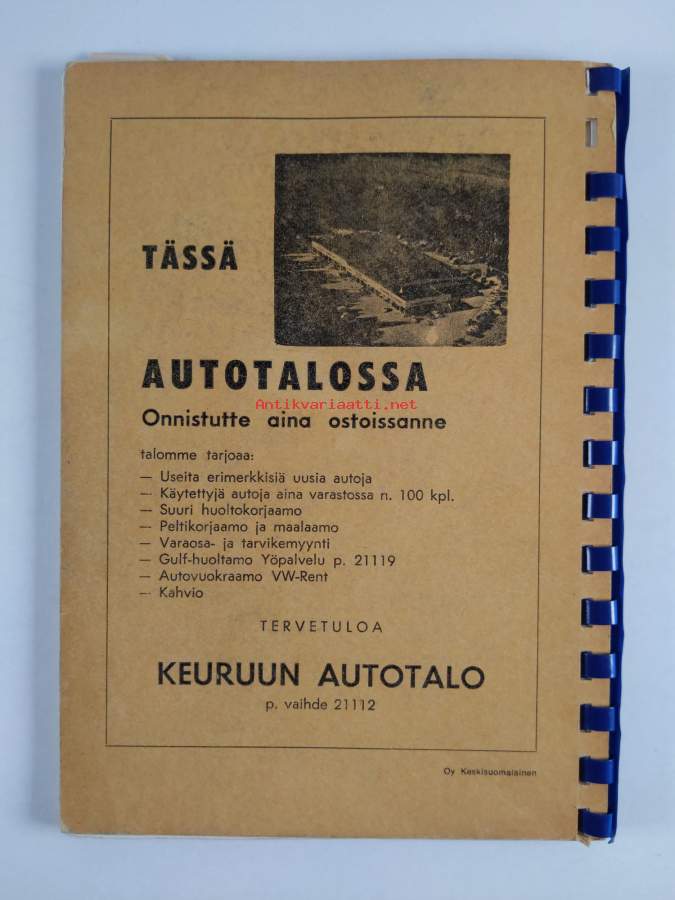 TÄSSÄ
AUTOTALOSSA
Antikvariaatti.net
Onnistutte aina ostoissanne
talomme tarjoaa:
— Useita erimerkkisiä uusia autoja
— Käytettyjä autoja aina varastossa n. 100 kpl.
— Suuri huoltokorjaamo
— Peltikorjaamo ja maalaamo
— Varaosa- ja tarvikemyynti
— Gulf-huoltamo Yöpalvelu p. 21119
— Autovuokraamo VW-Rent
— Kahvio
TERVETULOA
KEURUUN AUTOTALO
p. vaihde 21112
Oy Keskisuomalainen